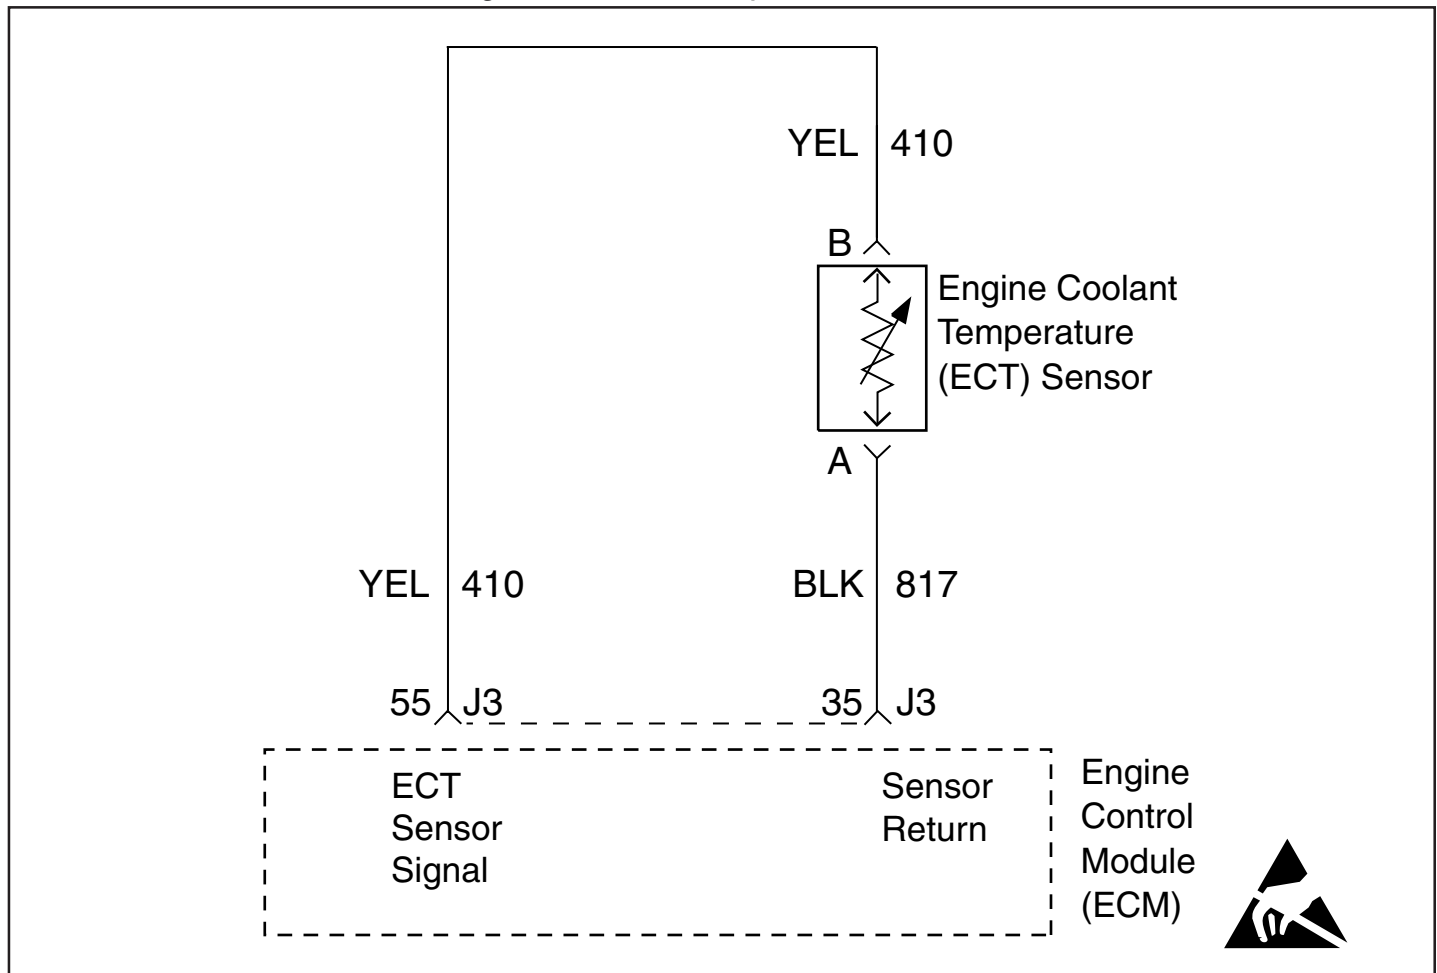 YEL 410
B
Engine Coolant
Temperature
(ECT) Sensor
A
YEL 410
BLK 817
55 J3
35 J3
ECT
Sensor
Signal
Sensor
Return
Engine
Control
Module
(ECM)